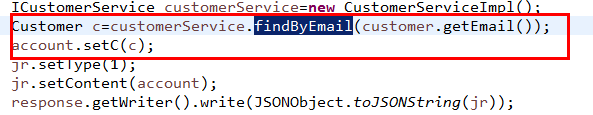 ICustomerService customerService=new CustomerServiceImpl();
Customer c=customerService.findByEmail(customer.getEmail());
account.setC(c);
jr.setType(1);
jr.setContent(account);
response.getWriter().write(JSONObject.toJSONString(jr));